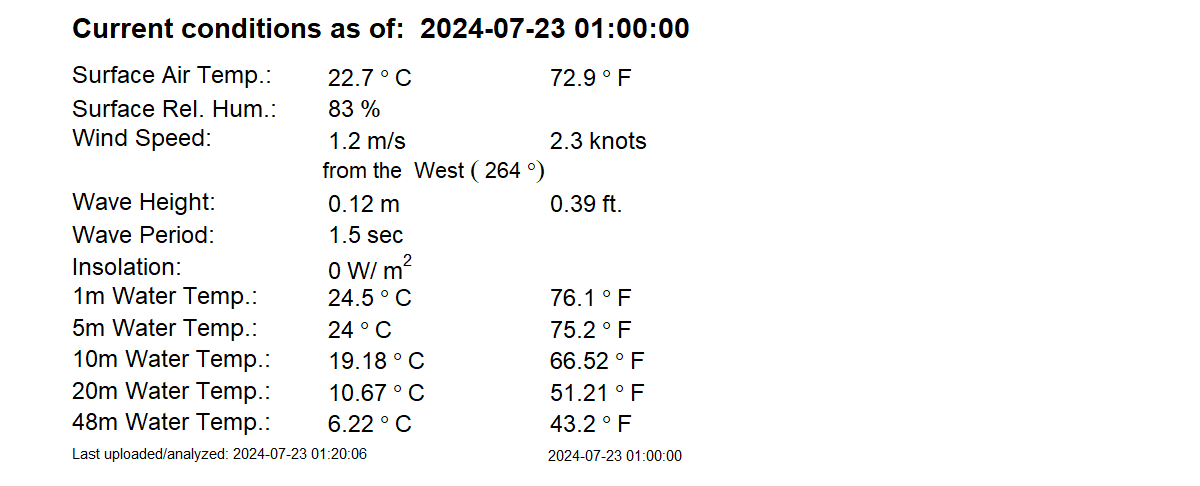 Current conditions as of: 2024-07-23 01:00:00
Surface Air Temp.: 22.7 ° C 72.9 ° F
Surface Rel. Hum.: 83 %
Wind Speed: 1.2 m/s 2.3 knots
from the West ( 264 °)
Wave Height: 0.12 m 0.39 ft.
Wave Period: 1.5 sec
Insolation: 0 W/ m²
1m Water Temp.: 24.5 ° C 76.1 ° F
5m Water Temp.: 24 ° C 75.2 ° F
10m Water Temp.: 19.18 ° C 66.52 ° F
20m Water Temp.: 10.67 ° C 51.21 ° F
48m Water Temp.: 6.22 ° C 43.2 ° F
Last uploaded/analyzed: 2024-07-23 01:20:06 2024-07-23 01:00:00